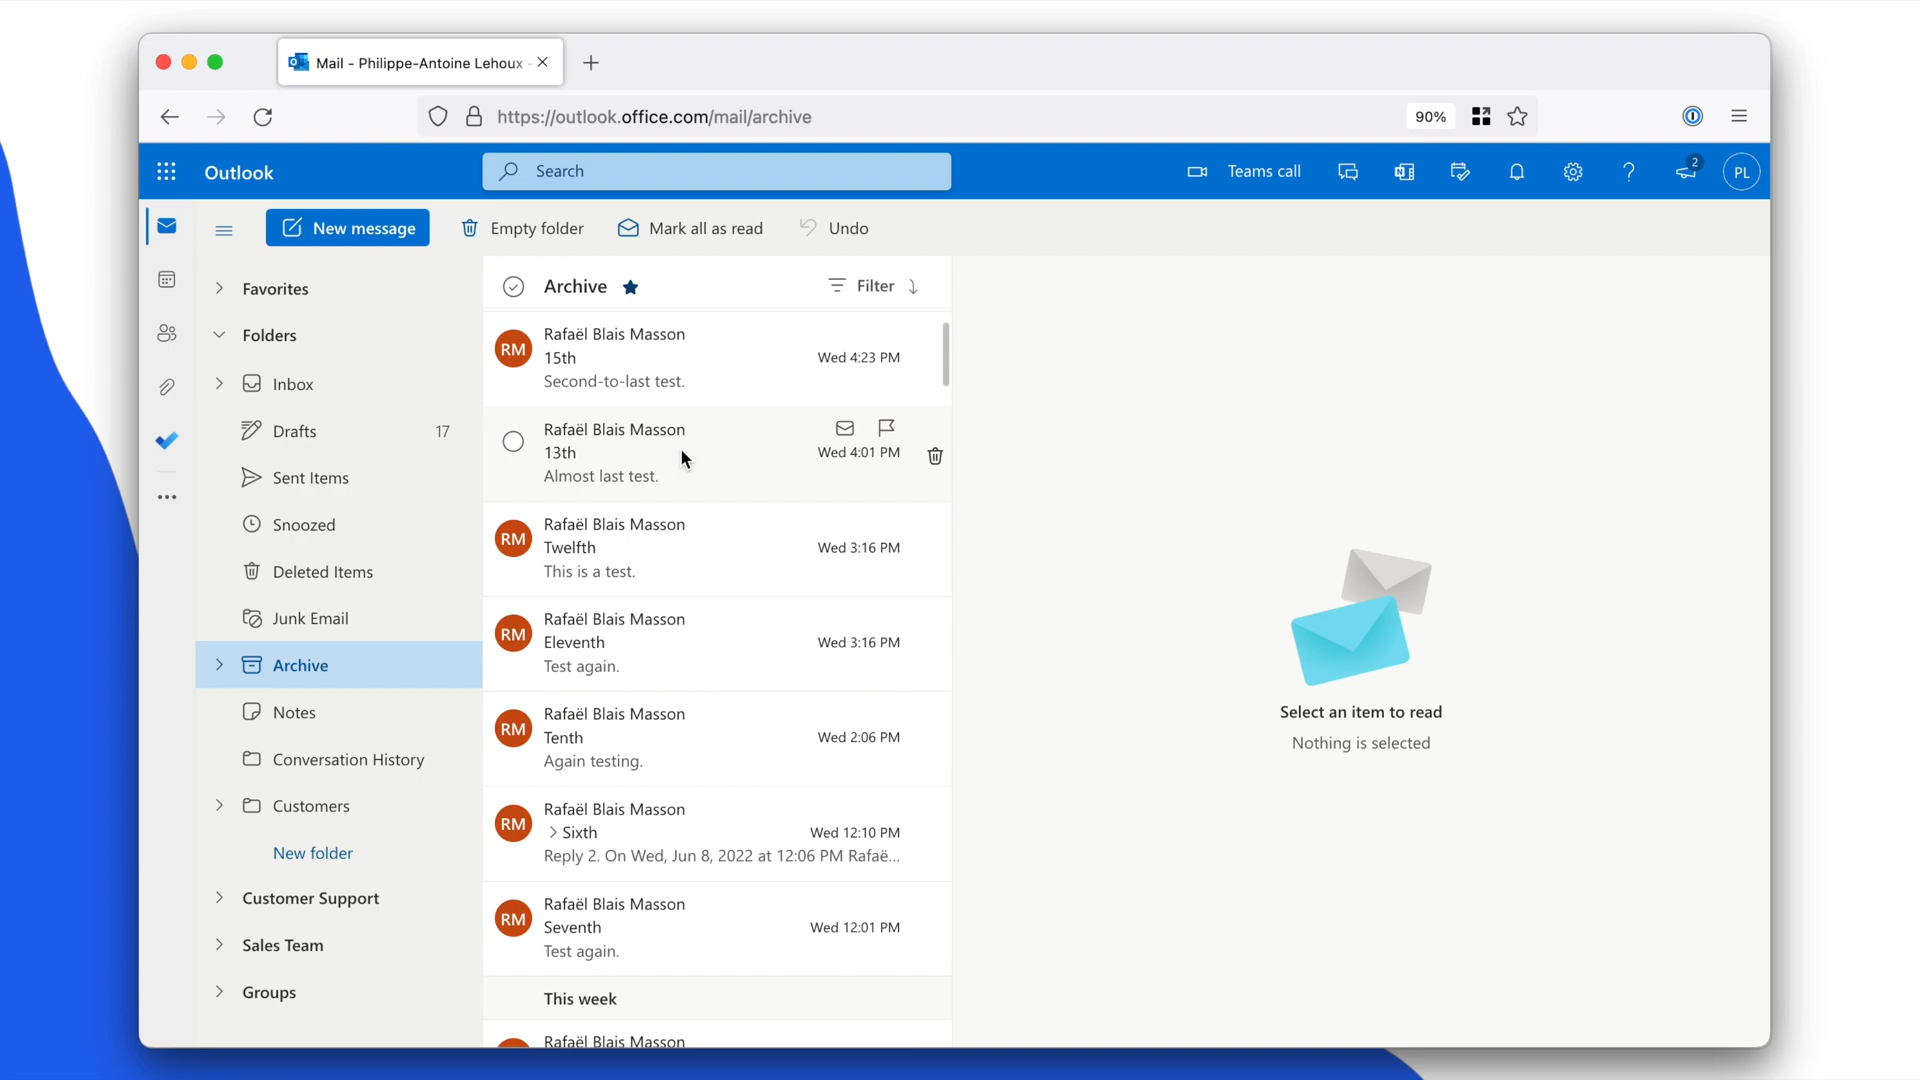 Mail - Philippe-Antoine Lehoux -
https://outlook.office.com/mail/archive
90%
Outlook
Search
Teams call
2
PL
New message
Empty folder
Mark all as read
Undo
Favorites
Folders
Inbox
Drafts 17
Sent Items
Snoozed
Deleted Items
Junk Email
Archive
Notes
Conversation History
Customers
New folder
Customer Support
Sales Team
Groups
Archive
Filter
RM
Rafaël Blais Masson
15th
Wed 4:23 PM
Second-to-last test.
Rafaël Blais Masson
13th
Wed 4:01 PM
Almost last test.
RM
Rafaël Blais Masson
Twelfth
Wed 3:16 PM
This is a test.
RM
Rafaël Blais Masson
Eleventh
Wed 3:16 PM
Test again.
RM
Rafaël Blais Masson
Tenth
Wed 2:06 PM
Again testing.
RM
Rafaël Blais Masson
Sixth
Wed 12:10 PM
Reply 2. On Wed, Jun 8, 2022 at 12:06 PM Rafaë...
RM
Rafaël Blais Masson
Seventh
Wed 12:01 PM
Test again.
This week
Rafaël Blais Masson
Select an item to read
Nothing is selected